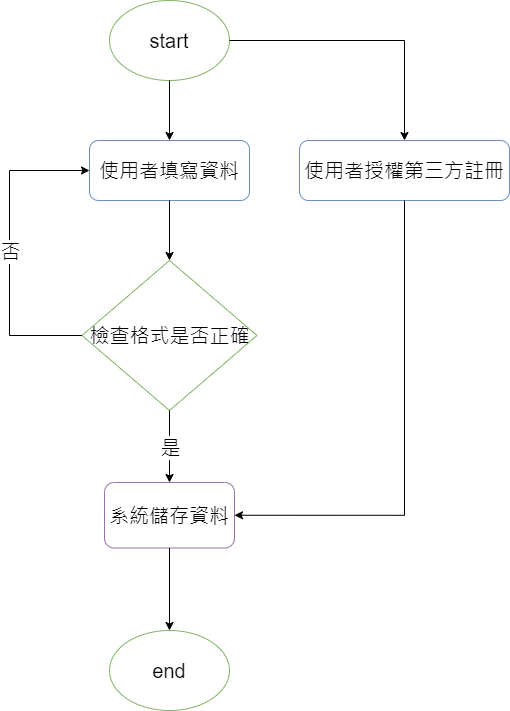 start
使用者填寫資料
使用者授權第三方註冊
否
檢查格式是否正確
是
系統儲存資料
end